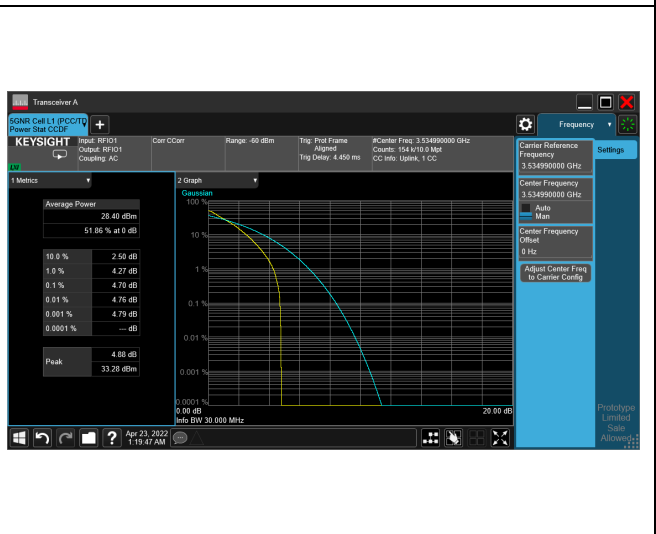 Transceiver A
5GNR Cell L1 (PCC/TD
Power Stat CCDF
Frequency
KEYSIGHT
LXI
Input: RFIO1
Output: RFIO1
Coupling: AC
Corr CCorr
Range: -60 dBm
Trig: Prot Frame
Aligned
Trig Delay: 4.450 ms
#Center Freq: 3.534990000 GHz
Counts: 154 k/10.0 Mpt
CC Info: Uplink, 1 CC
1 Metrics
Average Power
28.40 dBm
51.86 % at 0 dB
10.0 % 2.50 dB
1.0 % 4.27 dB
0.1 % 4.70 dB
0.01 % 4.76 dB
0.001 % 4.79 dB
0.0001 % --- dB
Peak
4.88 dB
33.28 dBm
2 Graph
Gaussian
100 %
10 %
1 %
0.1 %
0.01 %
0.001 %
0.0001 %
0.00 dB 20.00 dB
Info BW 30.000 MHz
Carrier Reference
Frequency
3.534990000 GHz
Center Frequency
3.534990000 GHz
Auto
Man
Center Frequency
Offset
0 Hz
Adjust Center Freq
to Carrier Config
Settings
Prototype
Limited
Sale
Allowed
?
Apr 23, 2022
1:19:47 AM